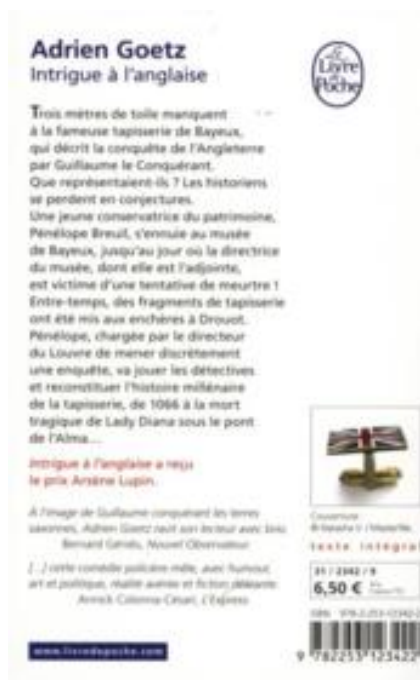 Adrien Goetz
Intrigue à l'anglaise
Le
Livre
de
Poche
Trois mètres de toile manquent
à la fameuse tapisserie de Bayeux,
qui décrit la conquête de l'Angleterre
par Guillaume le Conquérant.
Que représentaient-ils ? Les historiens
se perdent en conjectures.
Une jeune conservatrice du patrimoine,
Pénélope Breuil, s'ennuie au musée
de Bayeux, jusqu'au jour où la directrice
du musée, dont elle est l'adjointe,
est victime d'une tentative de meurtre !
Entre-temps, des fragments de tapisserie
ont été mis aux enchères à Drouot.
Pénélope, chargée par le directeur
du Louvre de mener discrètement
une enquête, va jouer les détectives
et reconstituer l'histoire millénaire
de la tapisserie, de 1066 à la mort
tragique de Lady Diana sous le pont
de l'Alma...
Intrigue à l'anglaise a reçu
le prix Arsène Lupin.
À l'image de Guillaume conquérant les terres
saxonnes, Adrien Goetz ravit son lecteur avec
Bernard Génies, Nouvel Observateur
[...] cette comédie policière mêle, avec humour,
art et politique, réalité avérée et fiction délirante.
Annick Colonna-Césari, L'Express
Couverture :
texte intégral
31 / 2342 / 9
6,50 €
ISBN : 978-2-253-12342-2
9 782253 123422
www.livredepoche.com